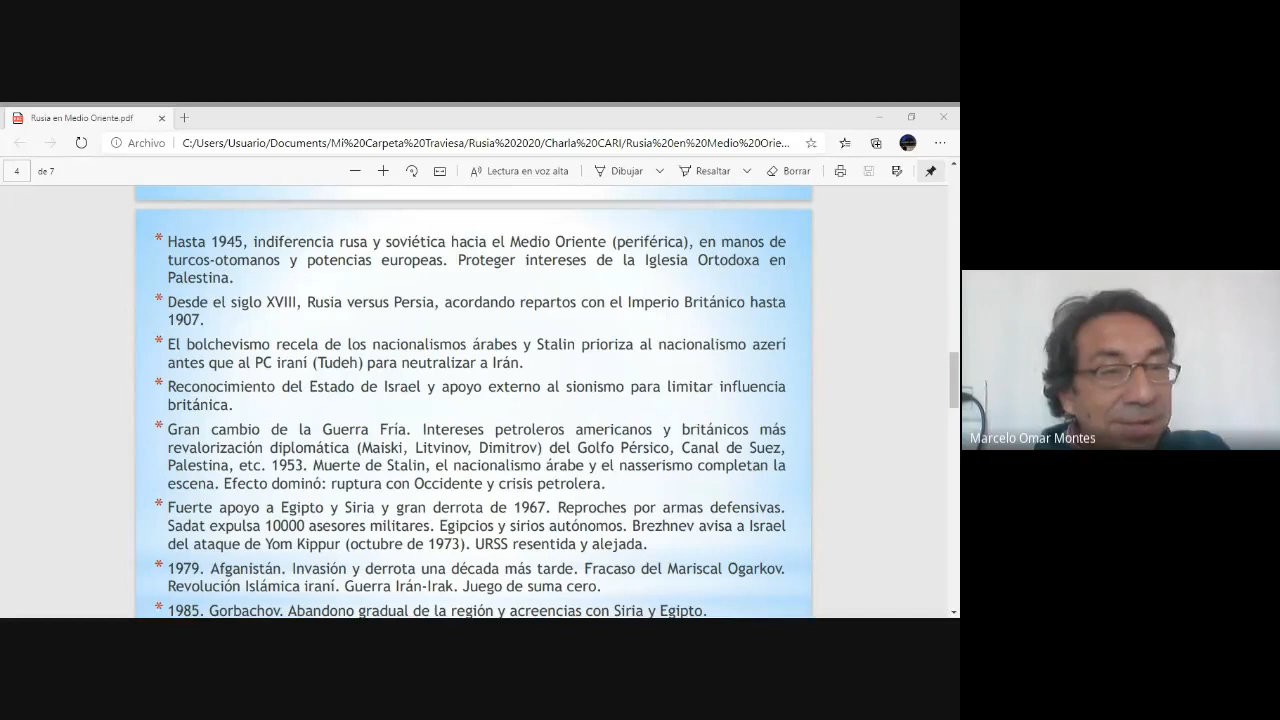 Rusia en Medio Oriente.pdf
Archivo
C:/Users/Usuario/Documents/Mi%20Carpeta%20Traviesa/Rusia%202020/Charla%20CARI/Rusia%20en%20Medio%20Orie...
4 de 7
Lectura en voz alta
Dibujar
Resaltar
Borrar
* Hasta 1945, indiferencia rusa y soviética hacia el Medio Oriente (periférica), en manos de
turcos-otomanos y potencias europeas. Proteger intereses de la Iglesia Ortodoxa en
Palestina.
* Desde el siglo XVIII, Rusia versus Persia, acordando repartos con el Imperio Británico hasta
1907.
* El bolchevismo recela de los nacionalismos árabes y Stalin prioriza al nacionalismo azerí
antes que al PC iraní (Tudeh) para neutralizar a Irán.
* Reconocimiento del Estado de Israel y apoyo externo al sionismo para limitar influencia
británica.
* Gran cambio de la Guerra Fría. Intereses petroleros americanos y británicos más
revalorización diplomática (Maiski, Litvinov, Dimitrov) del Golfo Pérsico, Canal de Suez,
Palestina, etc. 1953. Muerte de Stalin, el nacionalismo árabe y el nasserismo completan la
escena. Efecto dominó: ruptura con Occidente y crisis petrolera.
* Fuerte apoyo a Egipto y Siria y gran derrota de 1967. Reproches por armas defensivas.
Sadat expulsa 10000 asesores militares. Egipcios y sirios autónomos. Brezhnev avisa a Israel
del ataque de Yom Kippur (octubre de 1973). URSS resentida y alejada.
* 1979. Afganistán. Invasión y derrota una década más tarde. Fracaso del Mariscal Ogarkov.
Revolución Islámica iraní. Guerra Irán-Irak. Juego de suma cero.
* 1985. Gorbachov. Abandono gradual de la región y acreencias con Siria y Egipto.
Marcelo Omar Montes